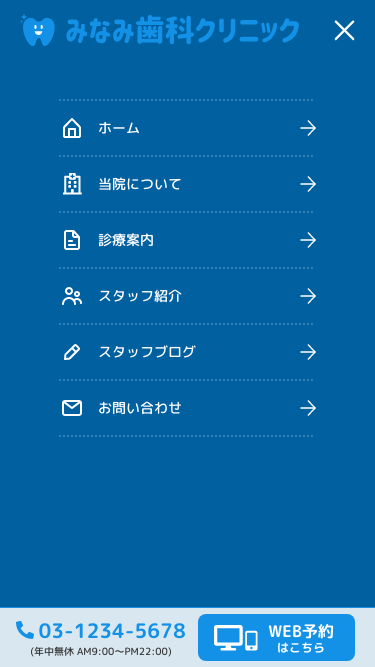 みなみ歯科クリニック
ホーム
当院について
診療案内
スタッフ紹介
スタッフブログ
お問い合わせ
03-1234-5678
(年中無休 AM9:00〜PM22:00)
WEB予約
はこちら